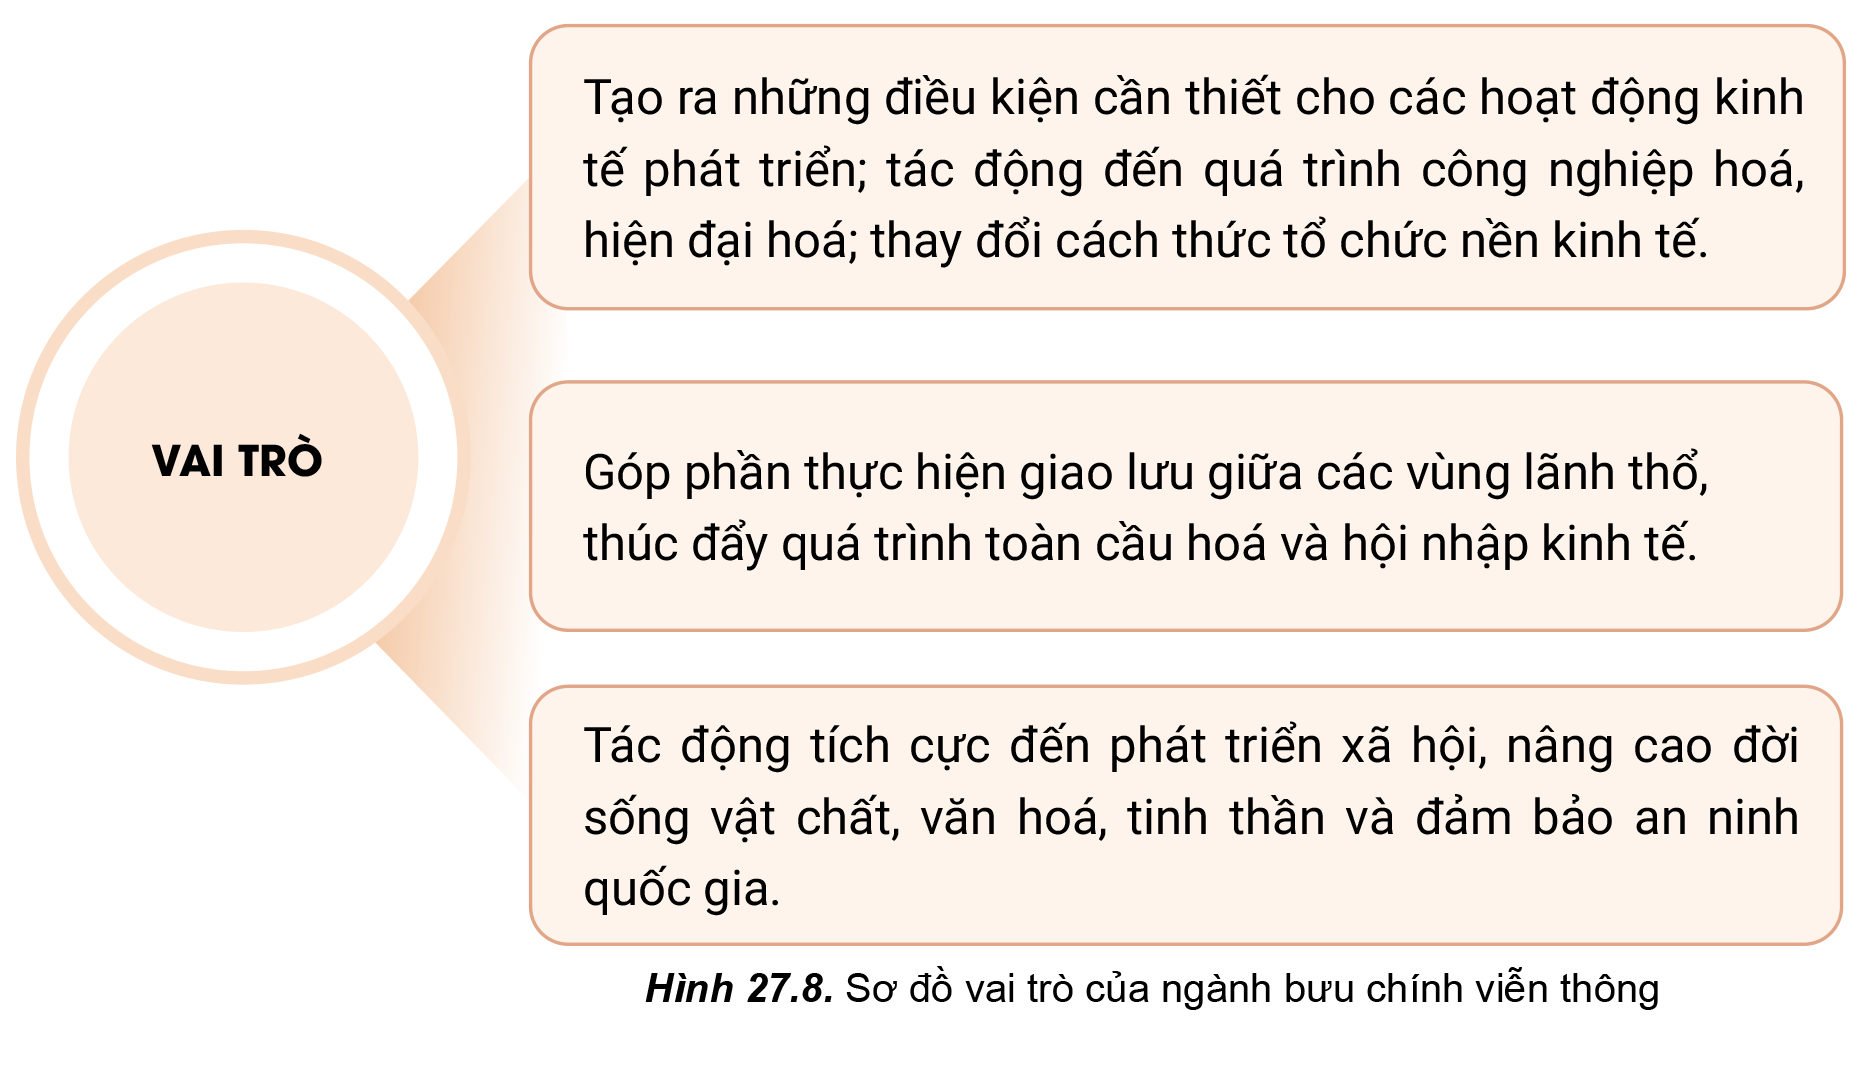 Tạo ra những điều kiện cần thiết cho các hoạt động kinh
tế phát triển; tác động đến quá trình công nghiệp hoá,
hiện đại hoá; thay đổi cách thức tổ chức nền kinh tế.
VAI TRÒ
Góp phần thực hiện giao lưu giữa các vùng lãnh thổ,
thúc đẩy quá trình toàn cầu hoá và hội nhập kinh tế.
Tác động tích cực đến phát triển xã hội, nâng cao đời
sống vật chất, văn hoá, tinh thần và đảm bảo an ninh
quốc gia.
Hình 27.8. Sơ đồ vai trò của ngành bưu chính viễn thông